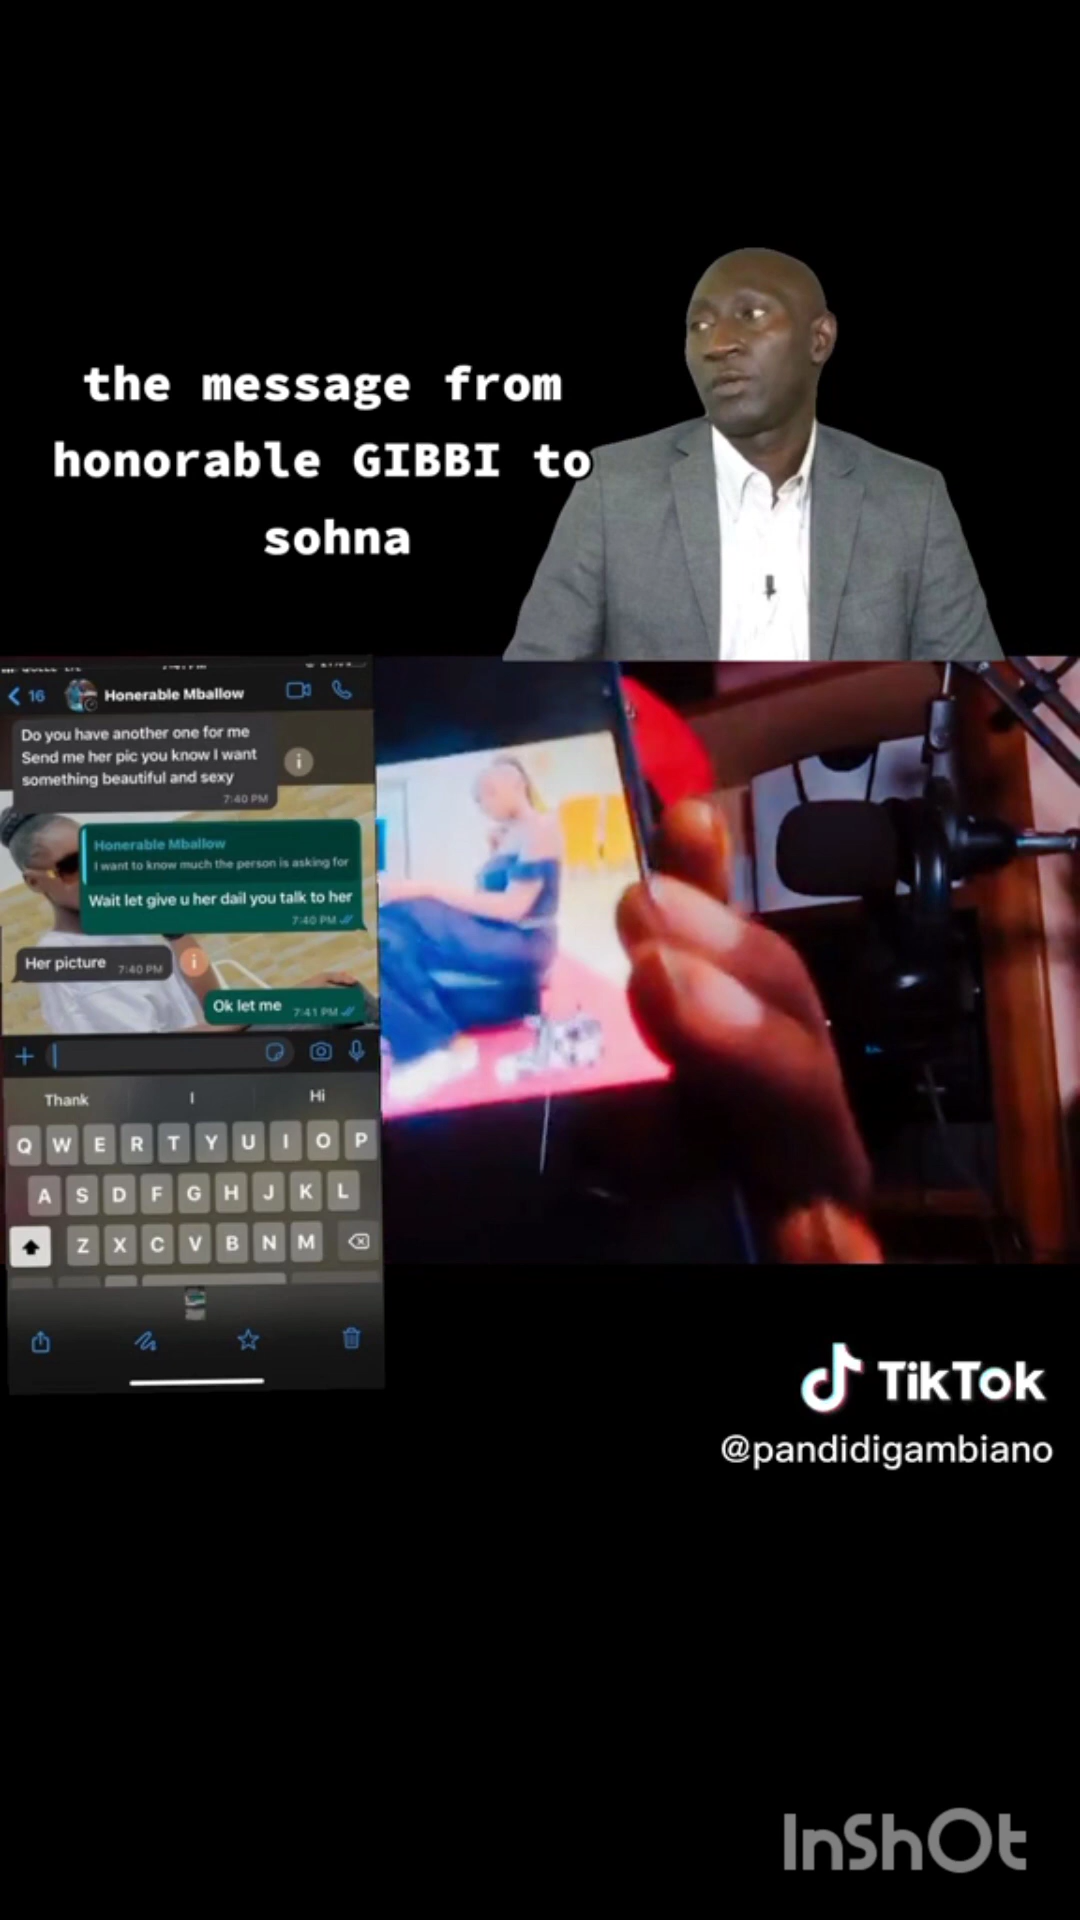 the message from
honorable GIBBI to
sohna
16
Honerable Mballow
Do you have another one for me
Send me her pic you know I want
something beautiful and sexy
7:40 PM
Honerable Mballow
I want to know much the person is asking for
Wait let give u her dail you talk to her
7:40 PM
Her picture
7:40 PM
Ok let me
7:41 PM
Thank I Hi
Q W E R T Y U I O P
A S D F G H J K L
Z X C V B N M
TikTok
@pandidigambiano
InShOt